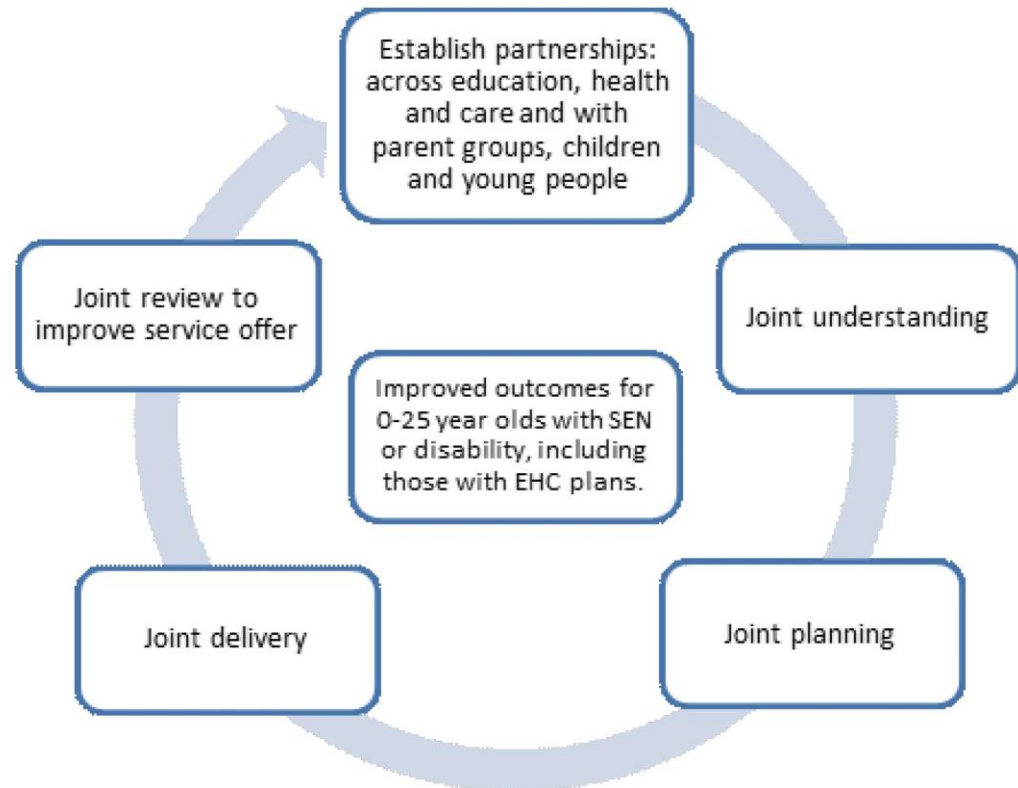 Establish partnerships:
across education, health
and care and with
parent groups, children
and young people
Joint understanding
Joint planning
Joint delivery
Joint review to
improve service offer
Improved outcomes for
0-25 year olds with SEN
or disability, including
those with EHC plans.